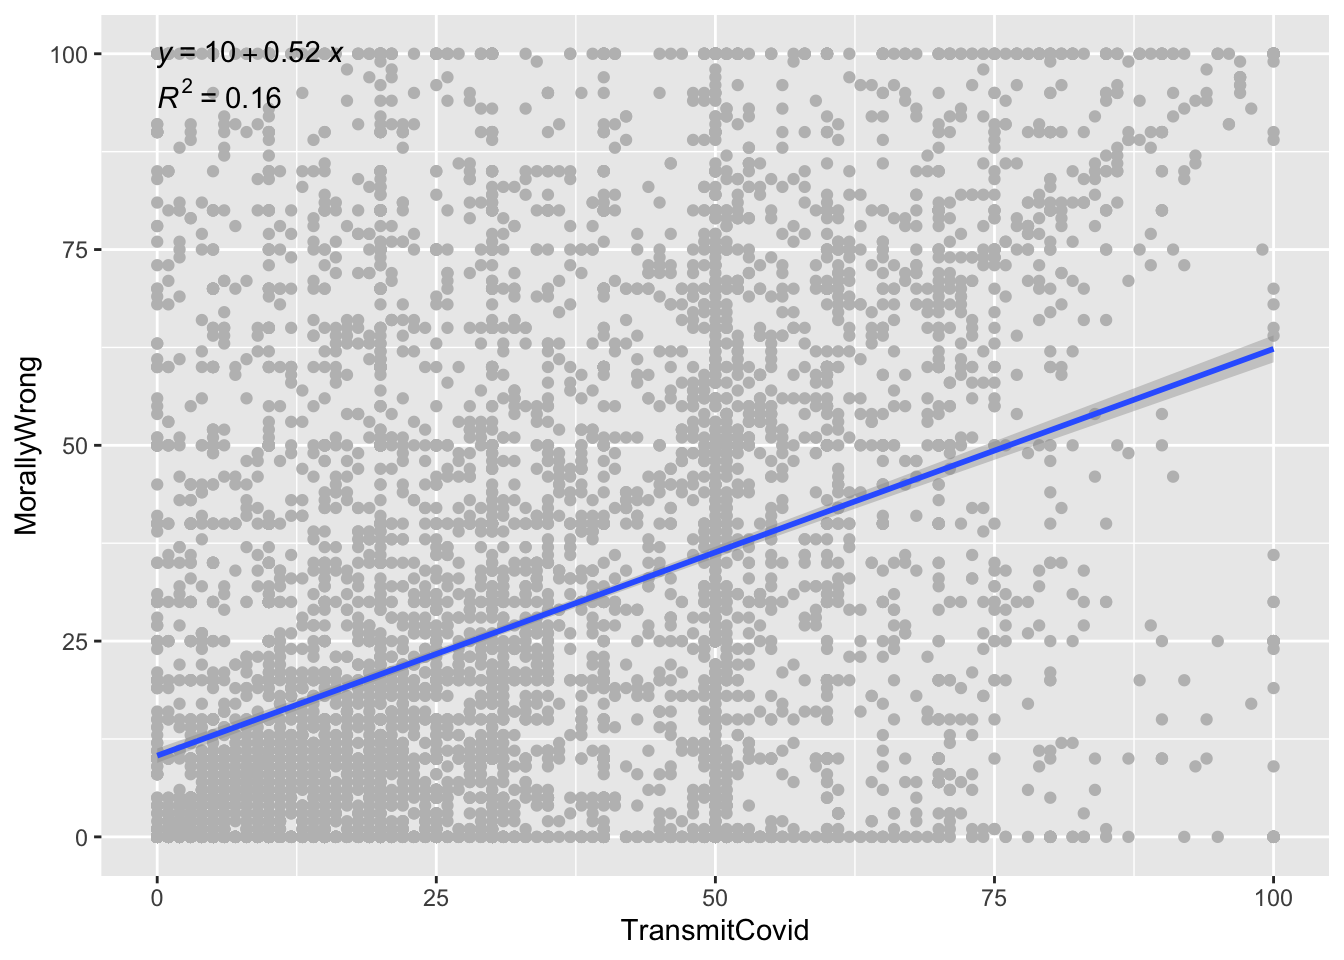 y = 10 + 0.52 x
R² = 0.16
100
75
50
25
0
MorallyWrong
0 25 50 75 100
TransmitCovid